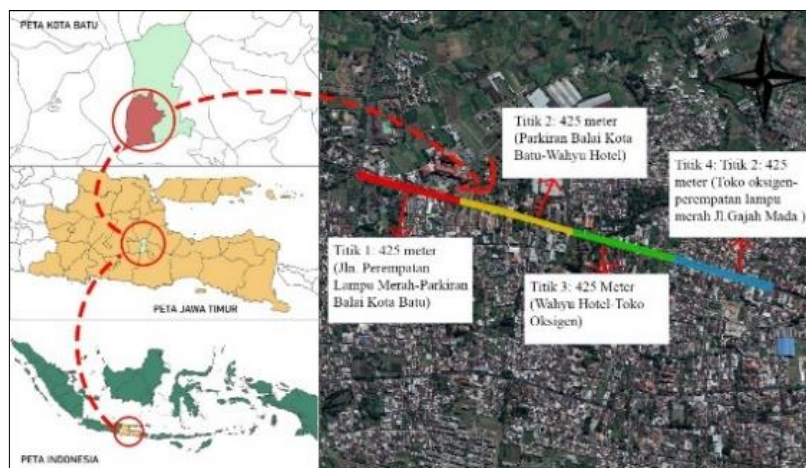 PETA KOTA BATU
PETA JAWA TIMUR
PETA INDONESIA
Titik 1: 425 meter
(Jln. Perempatan
Lampu Merah-Parkiran
Balai Kota Batu)
Titik 2: 425 meter
(Parkiran Balai Kota
Batu-Wahyu Hotel)
Titik 3: 425 Meter
(Wahyu Hotel-Toko
Oksigen)
Titik 4: Titik 2: 425
meter (Toko oksigen-
perempatan lampu
merah Jl.Gajah Mada )